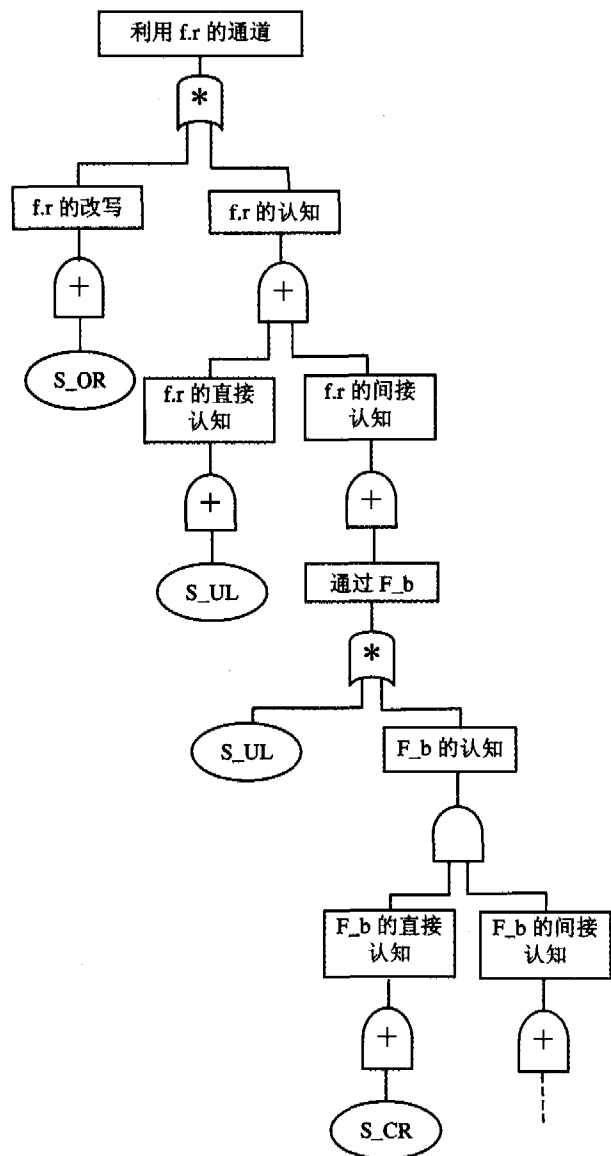 利用 f.r 的通道
*
f.r 的改写
f.r 的认知
+
+
S_OR
f.r 的直接
认知
f.r 的间接
认知
+
+
S_UL
通过 F_b
*
S_UL
F_b 的认知
F_b 的直接
认知
F_b 的间接
认知
+
+
S_CR